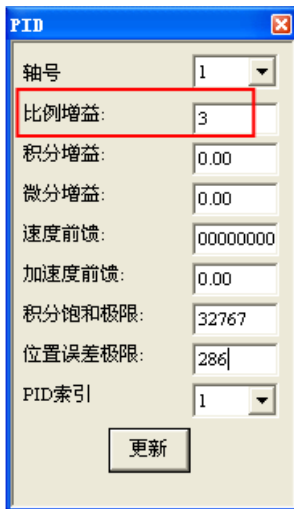 PID
轴号 1
比例增益: 3
积分增益: 0.00
微分增益: 0.00
速度前馈: 00000000
加速度前馈: 0.00
积分饱和极限: 32767
位置误差极限: 286
PID索引 1
更新